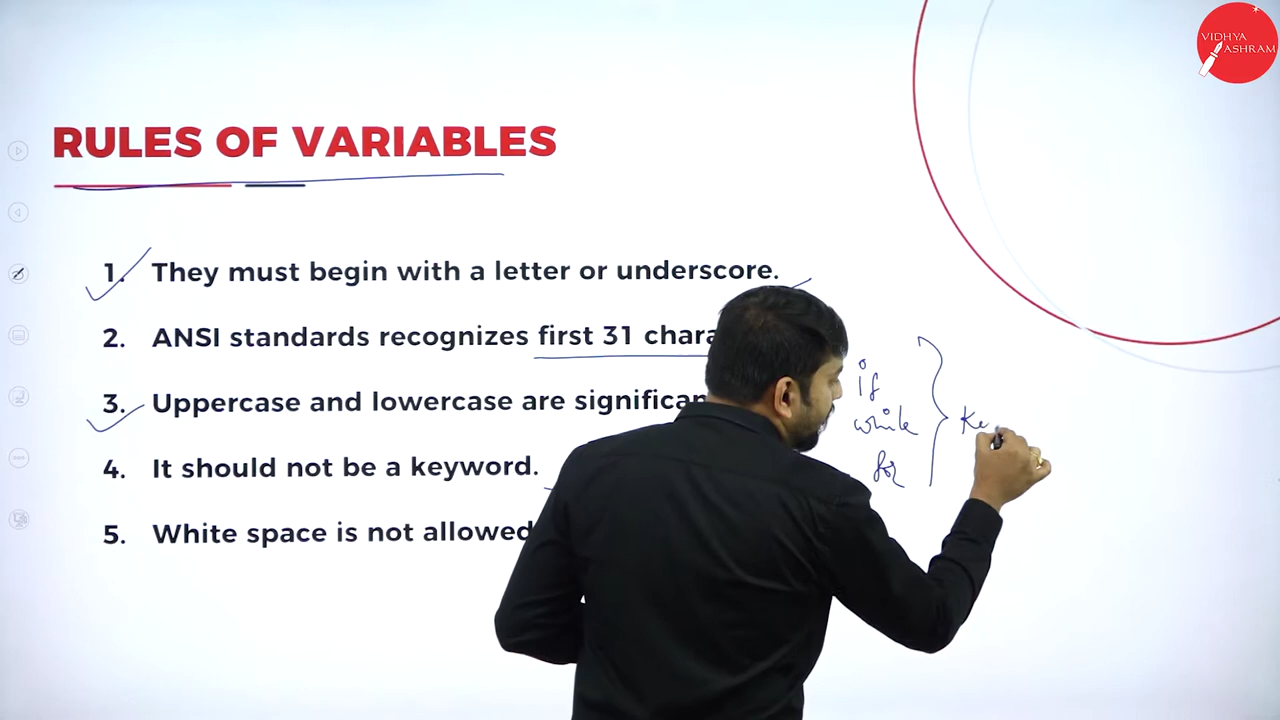 VIDHYA
ASHRAM
RULES OF VARIABLES
1. They must begin with a letter or underscore.
2. ANSI standards recognizes first 31 chara
3. Uppercase and lowercase are significan
4. It should not be a keyword.
5. White space is not allowed
if
while
for
Ke